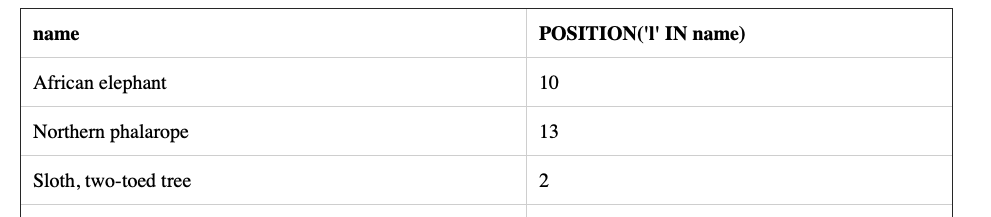 name POSITION('l' IN name)
African elephant 10
Northern phalarope 13
Sloth, two-toed tree 2